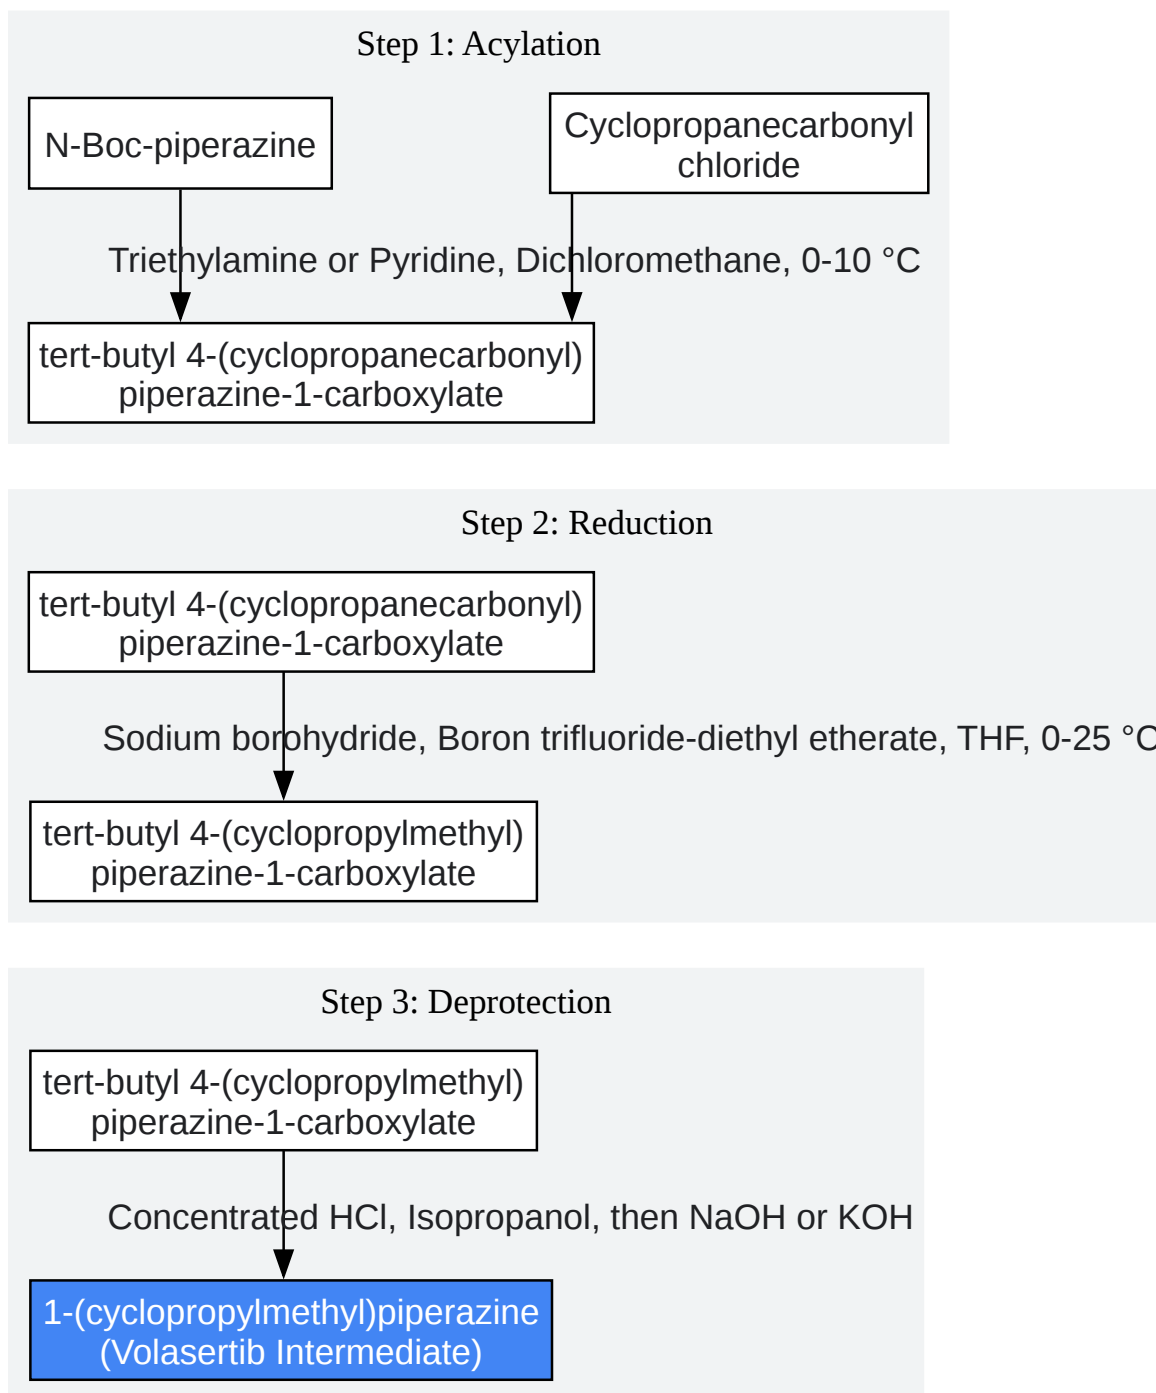 Step 1: Acylation
N-Boc-piperazine
Cyclopropanecarbonyl
chloride
Triethylamine or Pyridine, Dichloromethane, 0-10 °C
tert-butyl 4-(cyclopropanecarbonyl)
piperazine-1-carboxylate
Step 2: Reduction
tert-butyl 4-(cyclopropanecarbonyl)
piperazine-1-carboxylate
Sodium borohydride, Boron trifluoride-diethyl etherate, THF, 0-25 °C
tert-butyl 4-(cyclopropylmethyl)
piperazine-1-carboxylate
Step 3: Deprotection
tert-butyl 4-(cyclopropylmethyl)
piperazine-1-carboxylate
Concentrated HCl, Isopropanol, then NaOH or KOH
1-(cyclopropylmethyl)piperazine
(Volasertib Intermediate)